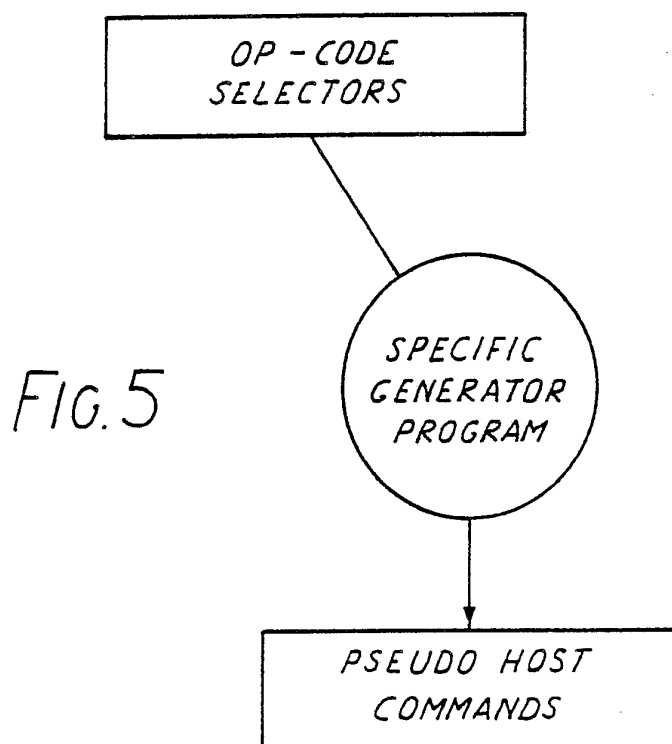 OP-CODE
SELECTORS
SPECIFIC
GENERATOR
PROGRAM
FIG. 5
PSEUDO HOST
COMMANDS